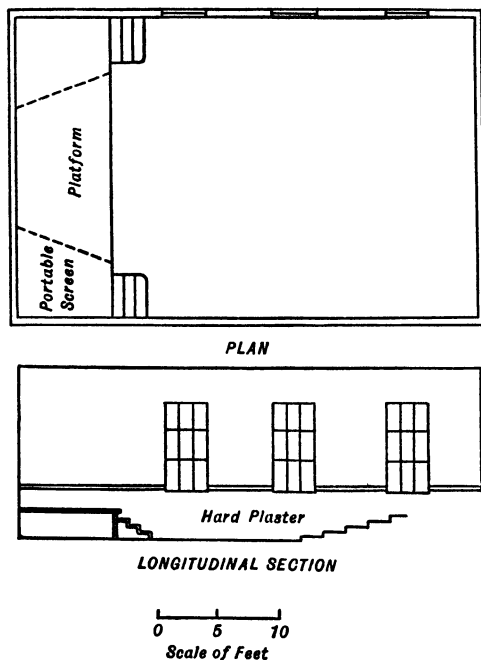 Platform
Portable
Screen
PLAN
Hard Plaster
LONGITUDINAL SECTION
0 5 10
Scale of Feet